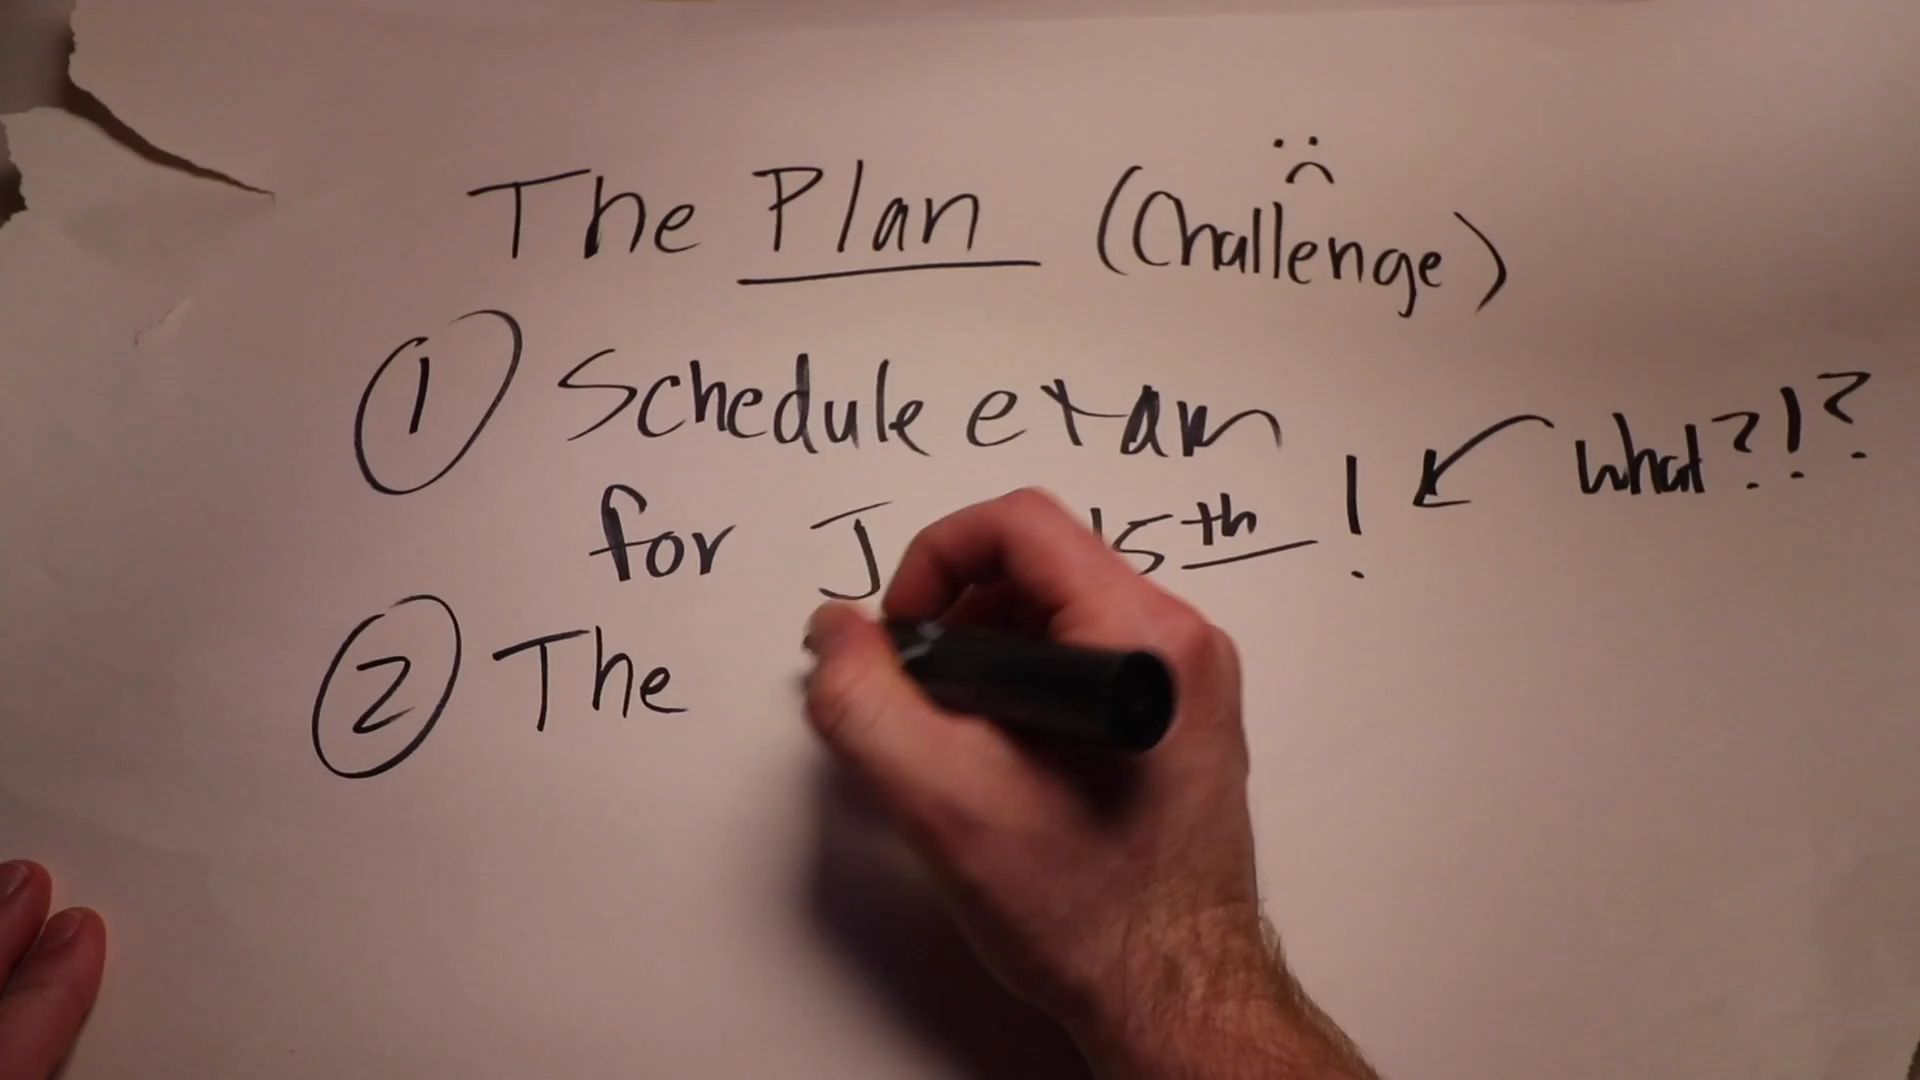 The Plan (Challenge)
① Schedule exam
for J 15th! What?!?
② The